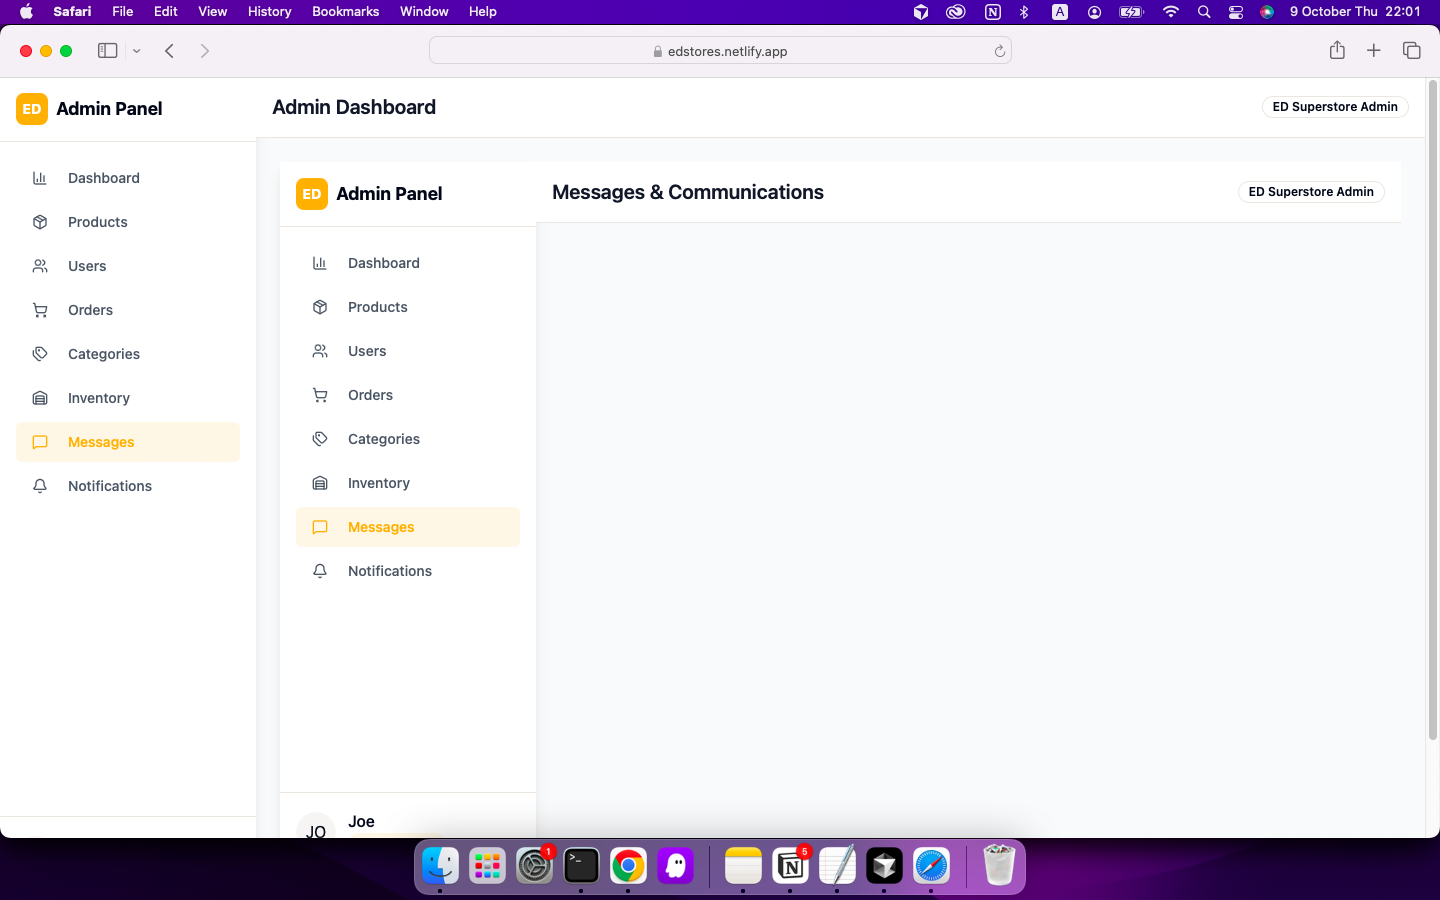 Safari File Edit View History Bookmarks Window Help N A 9 October Thu 22:01
edstores.netlify.app
ED Admin Panel
Admin Dashboard
ED Superstore Admin
Dashboard
Products
Users
Orders
Categories
Inventory
Messages
Notifications
ED Admin Panel
Messages & Communications
ED Superstore Admin
Dashboard
Products
Users
Orders
Categories
Inventory
Messages
Notifications
JO Joe
1
>_
N
5